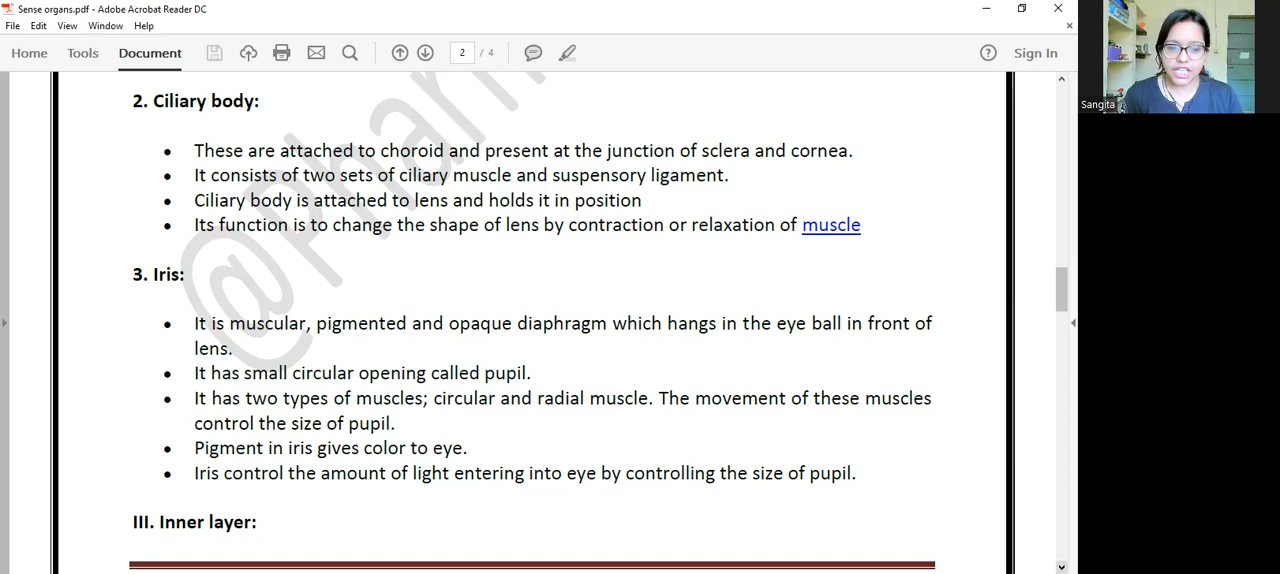 Sense organs.pdf - Adobe Acrobat Reader DC
File Edit View Window Help
Home Tools Document 2 / 4 Sign In
2. Ciliary body:
• These are attached to choroid and present at the junction of sclera and cornea.
• It consists of two sets of ciliary muscle and suspensory ligament.
• Ciliary body is attached to lens and holds it in position
• Its function is to change the shape of lens by contraction or relaxation of muscle
3. Iris:
• It is muscular, pigmented and opaque diaphragm which hangs in the eye ball in front of
lens.
• It has small circular opening called pupil.
• It has two types of muscles; circular and radial muscle. The movement of these muscles
control the size of pupil.
• Pigment in iris gives color to eye.
• Iris control the amount of light entering into eye by controlling the size of pupil.
III. Inner layer:
Sangita